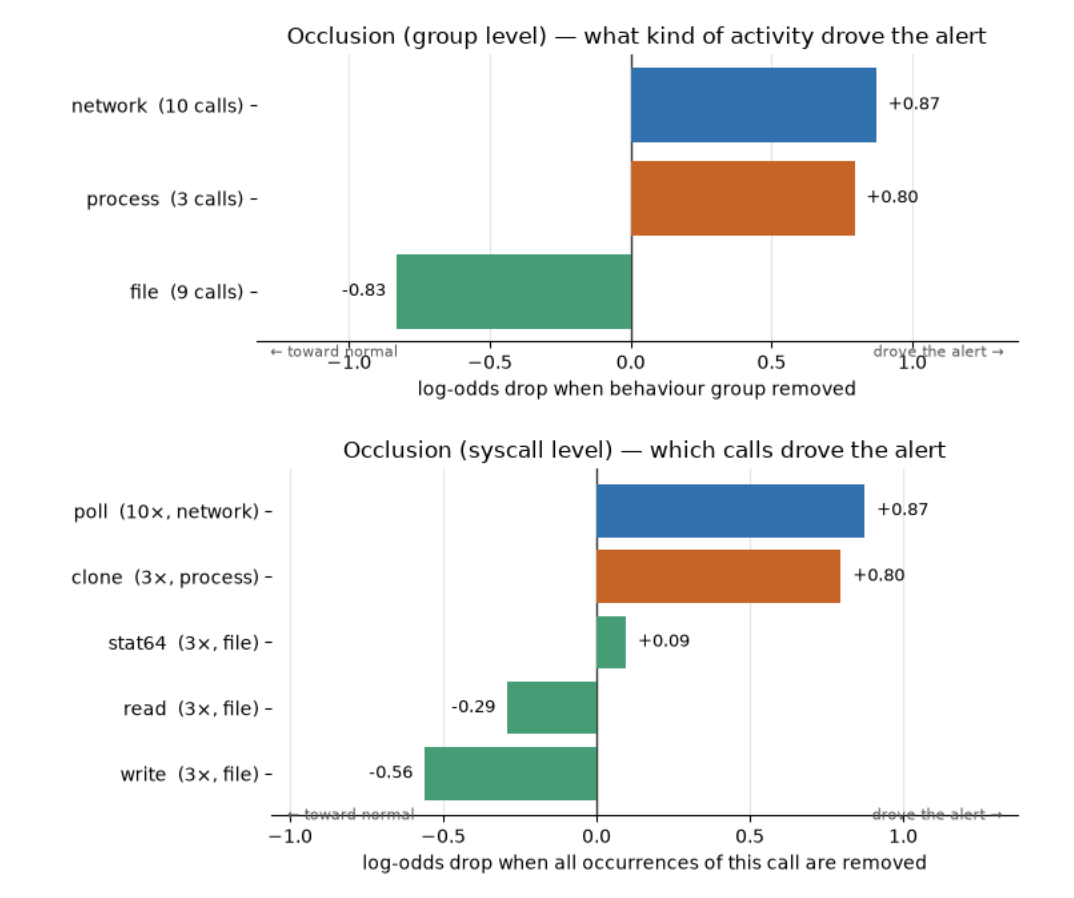 Occlusion (group level) — what kind of activity drove the alert
network (10 calls)
+0.87
process (3 calls)
+0.80
file (9 calls)
-0.83
← toward normal
drove the alert →
−1.0 −0.5 0.0 0.5 1.0
log-odds drop when behaviour group removed
Occlusion (syscall level) — which calls drove the alert
poll (10×, network)
+0.87
clone (3×, process)
+0.80
stat64 (3×, file)
+0.09
read (3×, file)
-0.29
write (3×, file)
-0.56
← toward normal
drove the alert →
−1.0 −0.5 0.0 0.5 1.0
log-odds drop when all occurrences of this call are removed